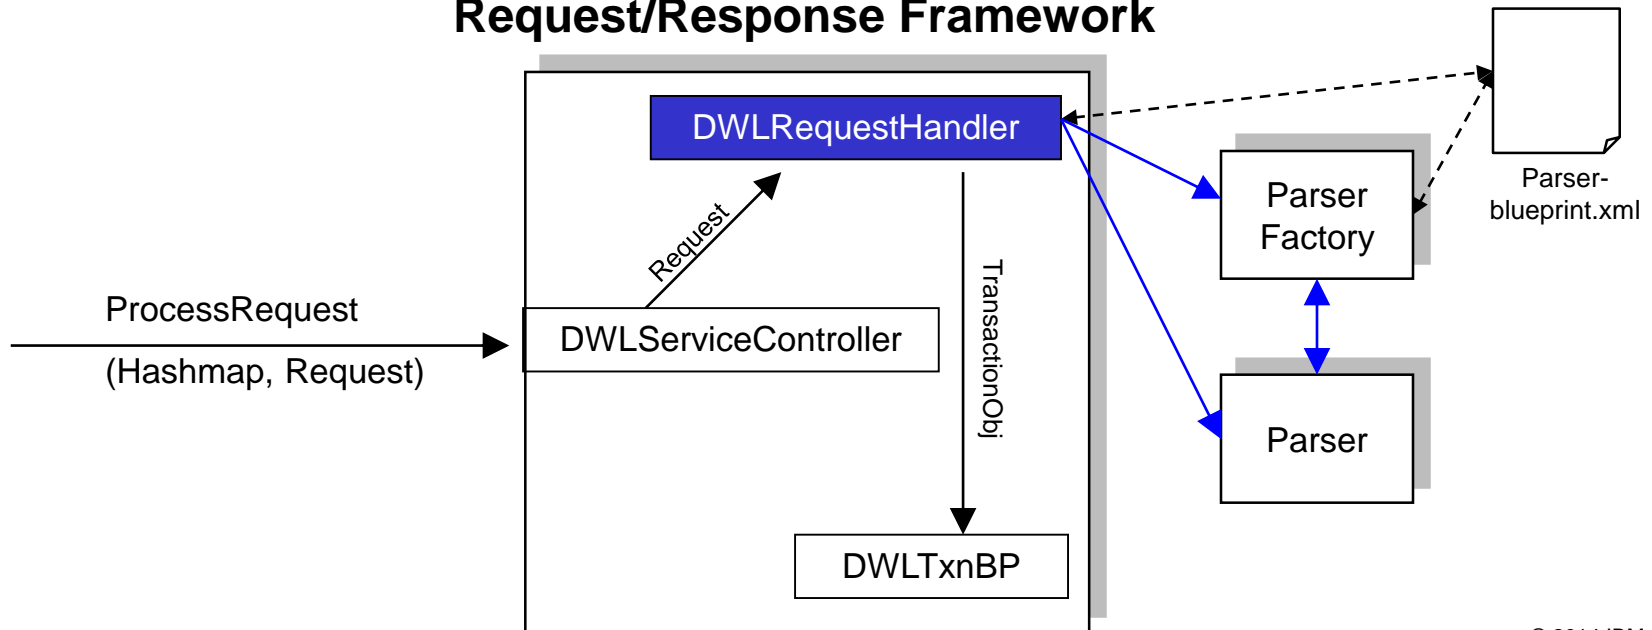 Request/Response Framework
DWLRequestHandler
Parser-
blueprint.xml
Parser
Factory
Request
TransactionObj
ProcessRequest
(Hashmap, Request)
DWLServiceController
Parser
DWLTxnBP